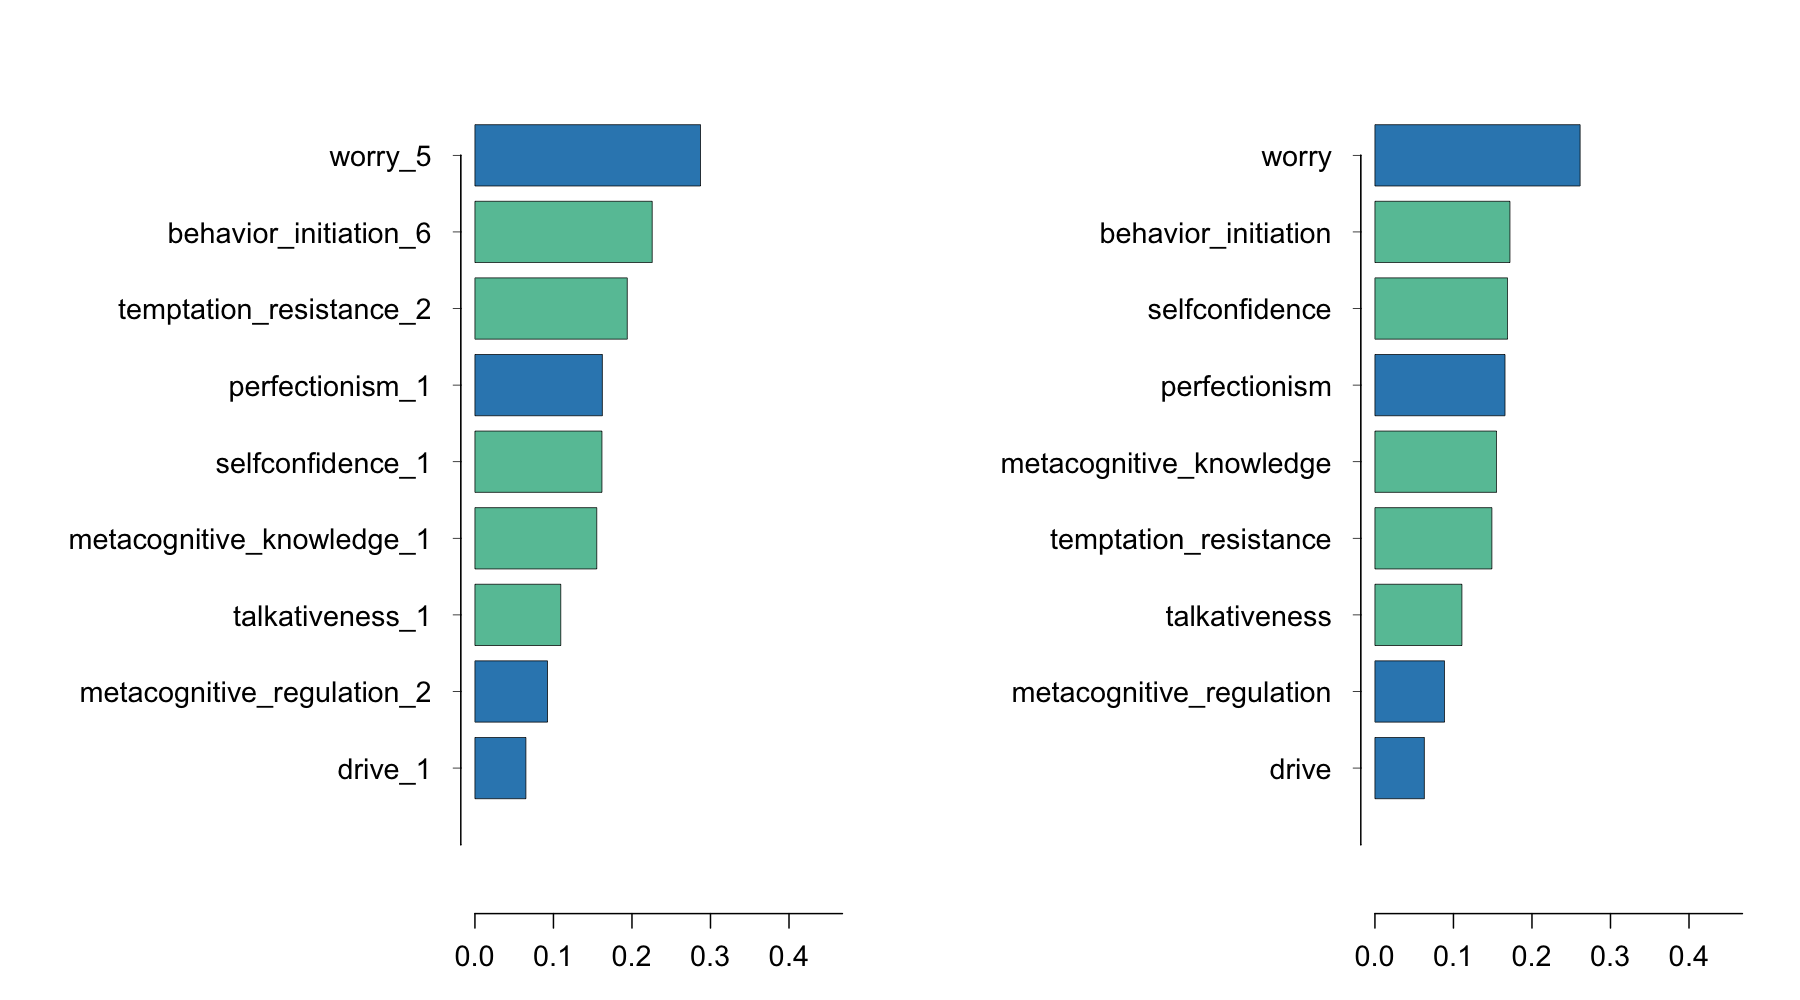 worry_5
behavior_initiation_6
temptation_resistance_2
perfectionism_1
selfconfidence_1
metacognitive_knowledge_1
talkativeness_1
metacognitive_regulation_2
drive_1
0.0 0.1 0.2 0.3 0.4
worry
behavior_initiation
selfconfidence
perfectionism
metacognitive_knowledge
temptation_resistance
talkativeness
metacognitive_regulation
drive
0.0 0.1 0.2 0.3 0.4